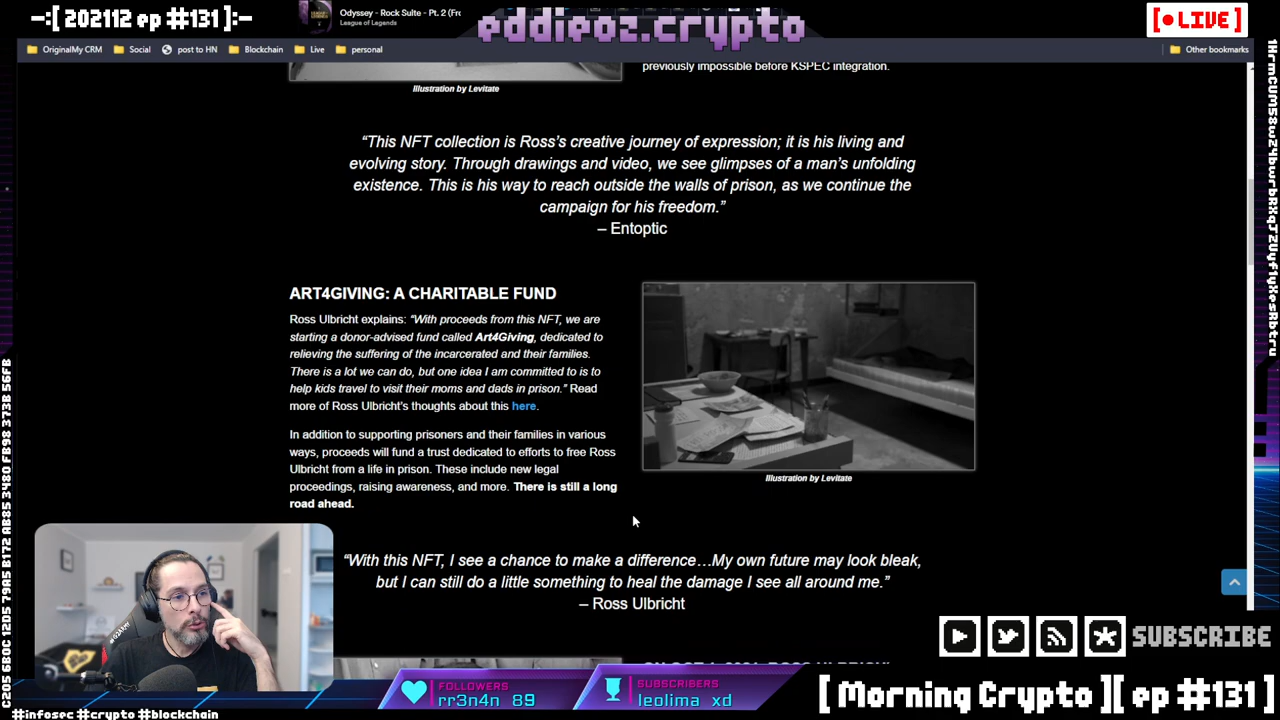 -:[ 202112 ep #131 ]:-
Odyssey - Rock Suite - Pt. 2 (Fre
League of Legends
eddieoz.crypto
[• LIVE ]
OriginalMy CRM
Social
post to HN
Blockchain
Live
personal
Other bookmarks
previously impossible before KSPEC integration.
Illustration by Levitate
“This NFT collection is Ross’s creative journey of expression; it is his living and
evolving story. Through drawings and video, we see glimpses of a man’s unfolding
existence. This is his way to reach outside the walls of prison, as we continue the
campaign for his freedom.”
– Entoptic
ART4GIVING: A CHARITABLE FUND
Ross Ulbricht explains: “With proceeds from this NFT, we are
starting a donor-advised fund called Art4Giving, dedicated to
relieving the suffering of the incarcerated and their families.
There is a lot we can do, but one idea I am committed to is to
help kids travel to visit their moms and dads in prison.” Read
more of Ross Ulbricht’s thoughts about this here.
In addition to supporting prisoners and their families in various
ways, proceeds will fund a trust dedicated to efforts to free Ross
Ulbricht from a life in prison. These include new legal
proceedings, raising awareness, and more. There is still a long
road ahead.
Illustration by Levitate
“With this NFT, I see a chance to make a difference…My own future may look bleak,
but I can still do a little something to heal the damage I see all around me.”
– Ross Ulbricht
SUBSCRIBE
FOLLOWERS
rr3n4n 89
SUBSCRIBERS
leolima xd
[ Morning Crypto ][ ep #131 ]
#infosec #crypto #blockchain